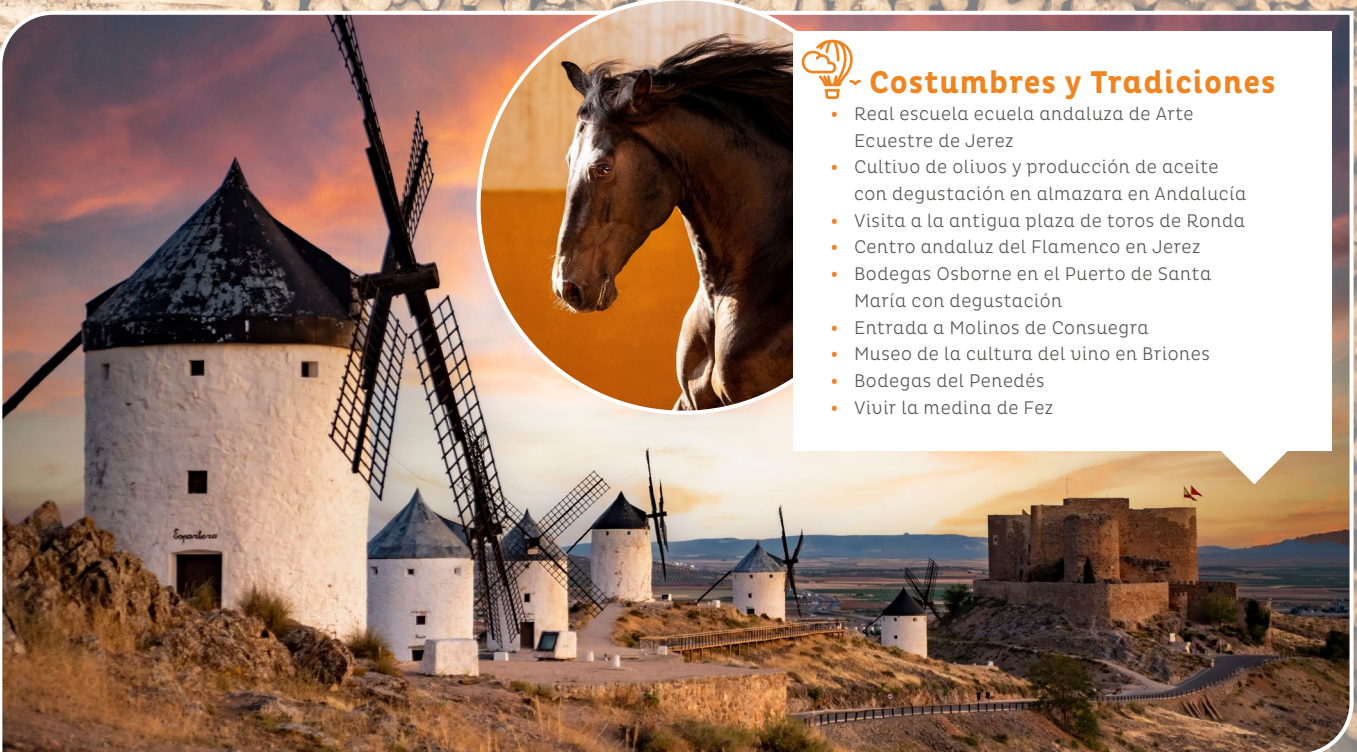 Costumbres y Tradiciones
• Real escuela ecuela andaluza de Arte
Ecuestre de Jerez
• Cultivo de olivos y producción de aceite
con degustación en almazara en Andalucía
• Visita a la antigua plaza de toros de Ronda
• Centro andaluz del Flamenco en Jerez
• Bodegas Osborne en el Puerto de Santa
María con degustación
• Entrada a Molinos de Consuegra
• Museo de la cultura del vino en Briones
• Bodegas del Penedés
• Vivir la medina de Fez
Espartero